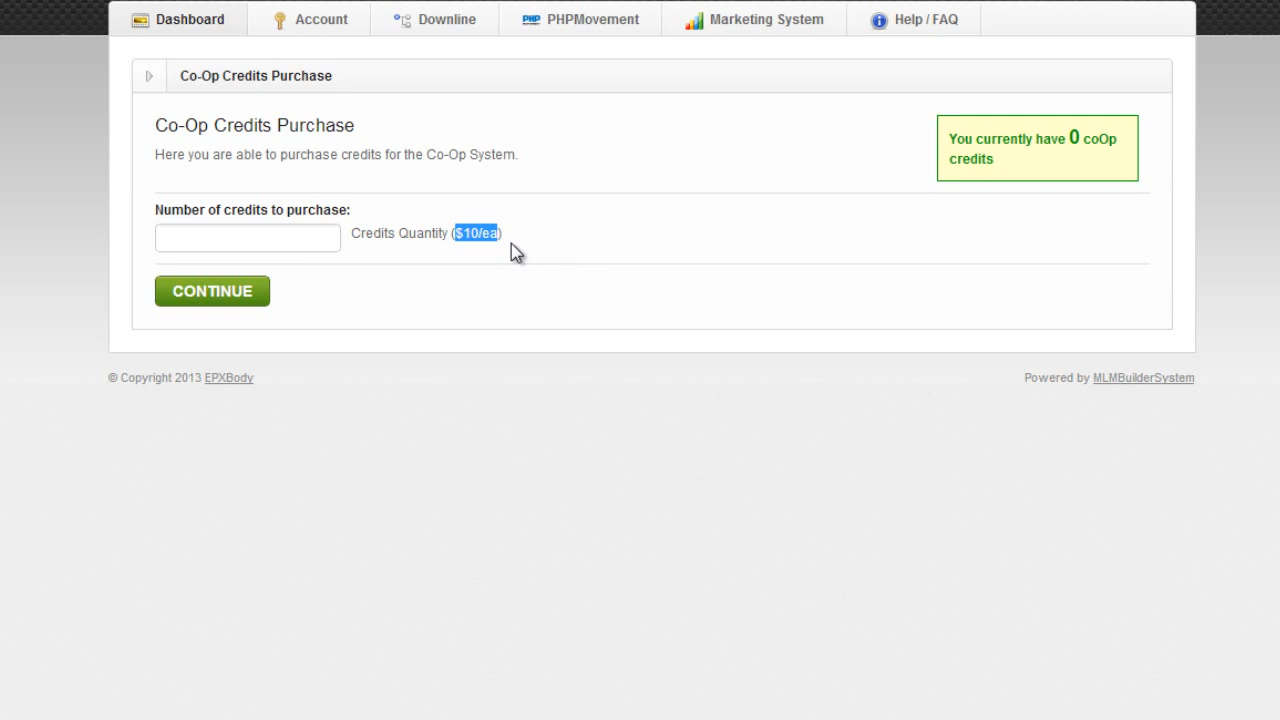 Dashboard Account Downline PHP PHPMovement Marketing System Help / FAQ
Co-Op Credits Purchase
Co-Op Credits Purchase
Here you are able to purchase credits for the Co-Op System.
You currently have 0 coOp
credits
Number of credits to purchase:
Credits Quantity ($10/ea)
CONTINUE
© Copyright 2013 EPXBody Powered by MLMBuilderSystem